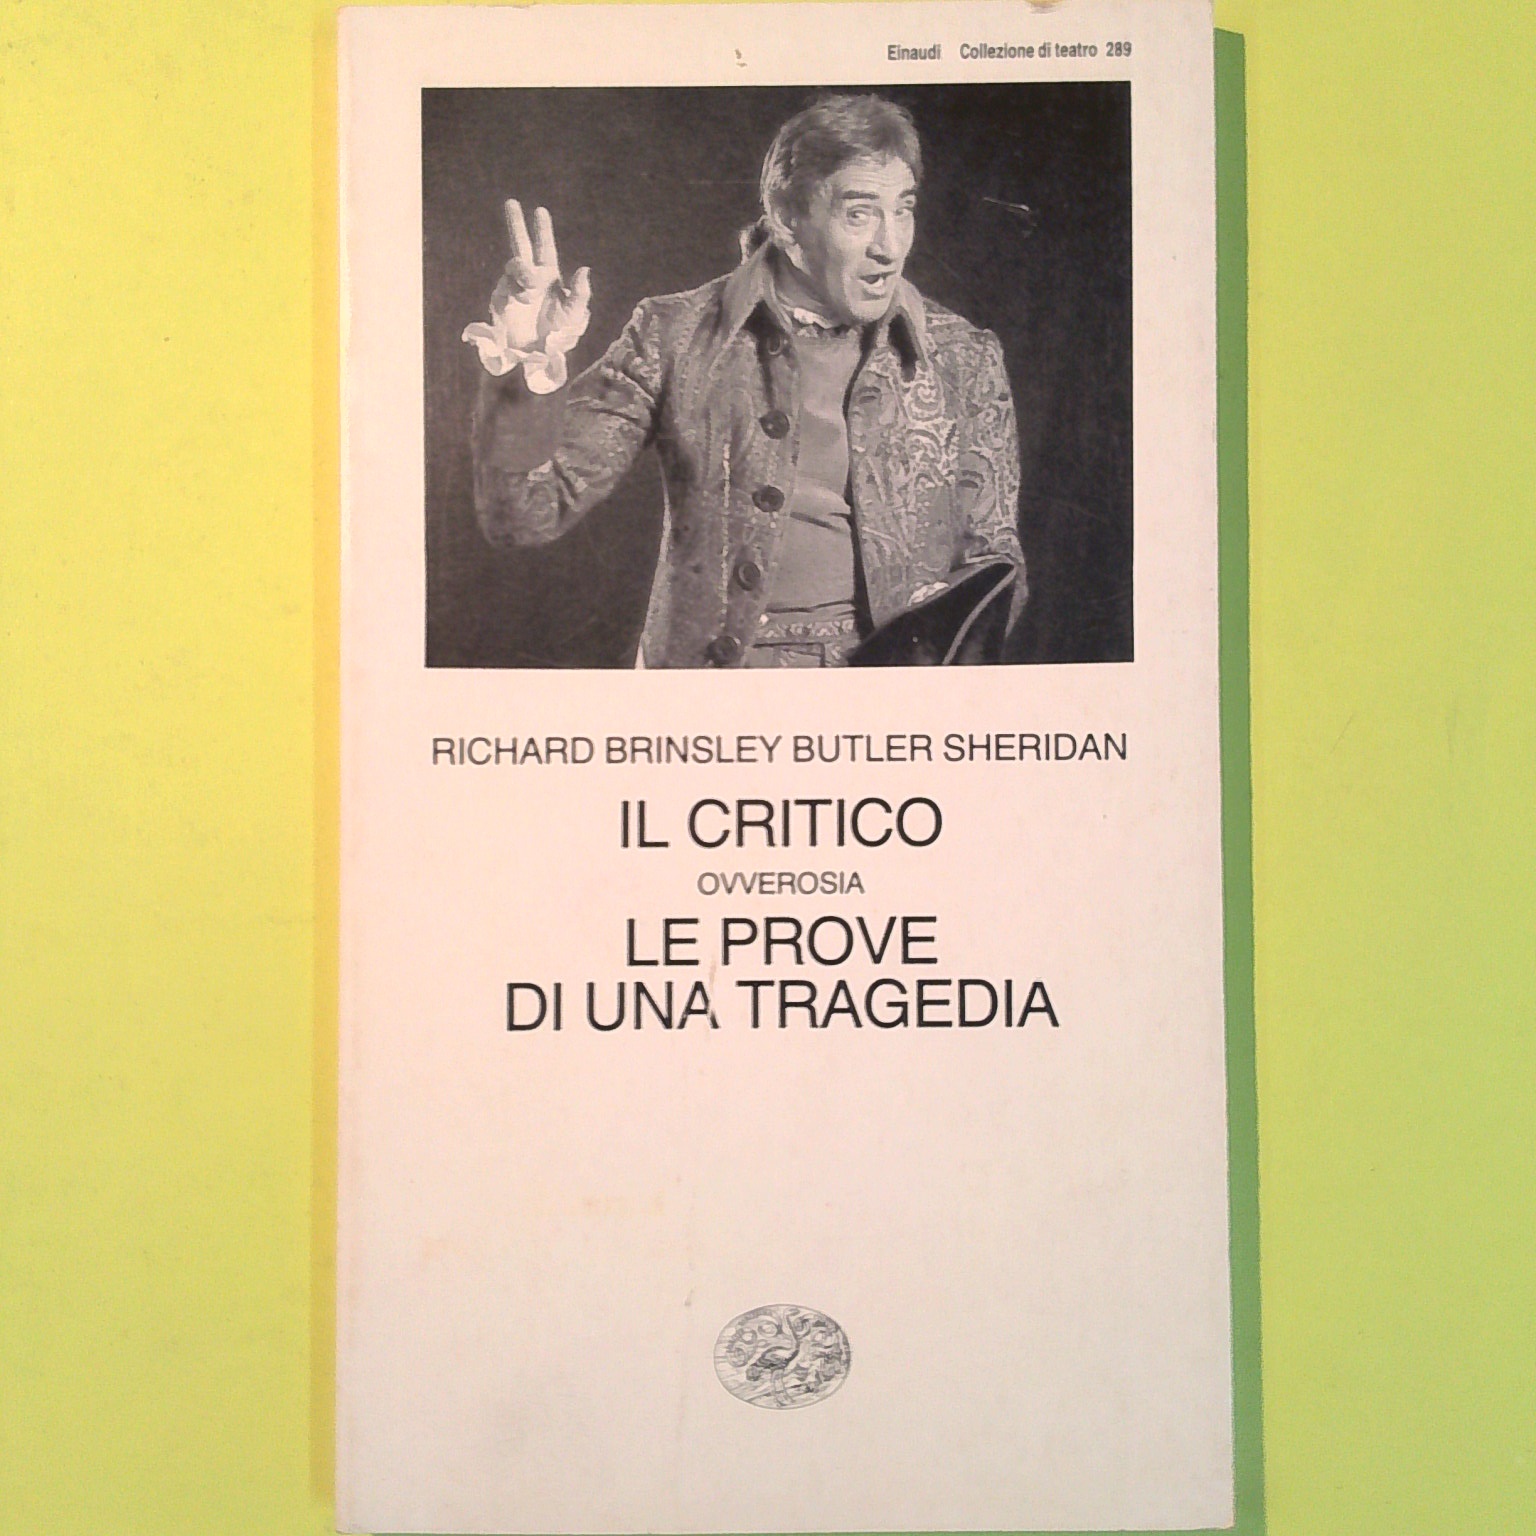 Einaudi Collezione di teatro 289
RICHARD BRINSLEY BUTLER SHERIDAN
IL CRITICO
OVVEROSIA
LE PROVE
DI UNA TRAGEDIA